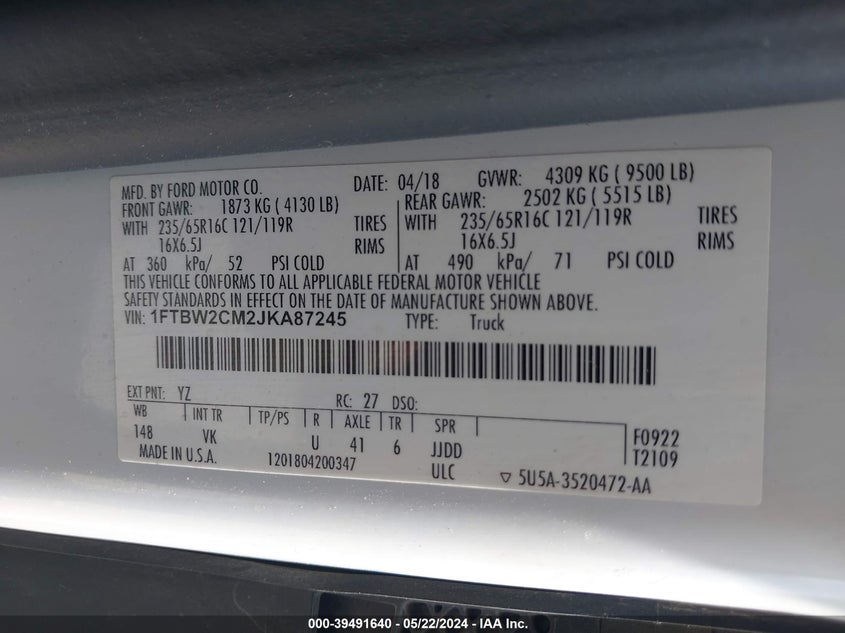 MFD. BY FORD MOTOR CO. DATE: 04/18 GVWR: 4309 KG ( 9500 LB)
FRONT GAWR: 1873 KG ( 4130 LB) REAR GAWR: 2502 KG ( 5515 LB)
WITH 235/65R16C 121/119R TIRES WITH 235/65R16C 121/119R TIRES
16X6.5J RIMS 16X6.5J RIMS
AT 360 kPa/ 52 PSI COLD AT 490 kPa/ 71 PSI COLD
THIS VEHICLE CONFORMS TO ALL APPLICABLE FEDERAL MOTOR VEHICLE
SAFETY STANDARDS IN EFFECT ON THE DATE OF MANUFACTURE SHOWN ABOVE.
VIN: 1FTBW2CM2JKA87245 TYPE: Truck
EXT PNT: YZ RC: 27 DSO:
WB INT TR TP/PS R AXLE TR SPR
148 VK U 41 6 JJDD F0922
MADE IN U.S.A. 1201804200347 ULC T2109
▽ 5U5A-3520472-AA
000-39491640 - 05/22/2024 - IAA Inc.